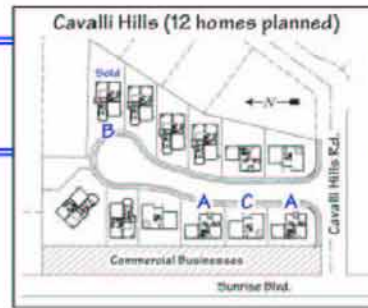 Cavalli Hills (12 homes planned)
Sold
N
B
Cavalli Hills Rd.
A C A
Commercial Businesses
Sunrise Blvd.